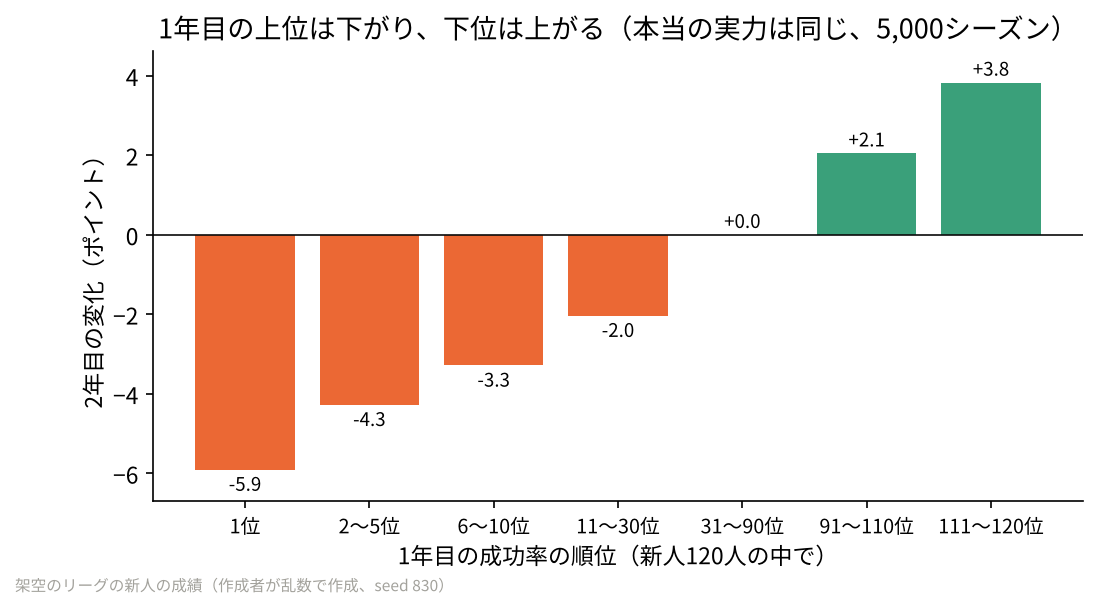 1年目の上位は下がり、下位は上がる（本当の実力は同じ、5,000シーズン）
2年目の変化（ポイント）
4
2
0
−2
−4
−6
-5.9
-4.3
-3.3
-2.0
+0.0
+2.1
+3.8
1位
2〜5位
6〜10位
11〜30位
31〜90位
91〜110位
111〜120位
1年目の成功率の順位（新人120人の中で）
架空のリーグの新人の成績（作成者が乱数で作成、seed 830）